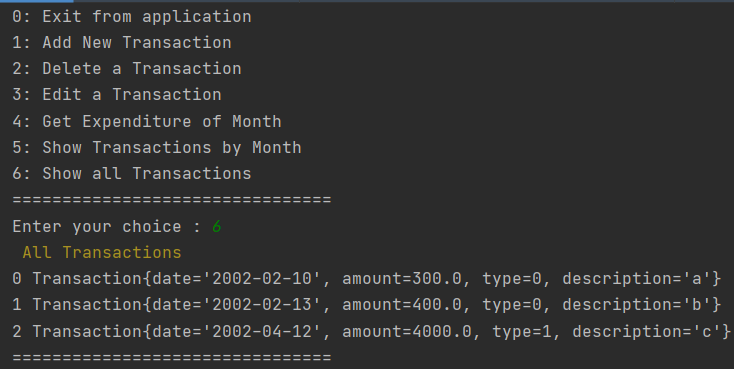 0: Exit from application
1: Add New Transaction
2: Delete a Transaction
3: Edit a Transaction
4: Get Expenditure of Month
5: Show Transactions by Month
6: Show all Transactions
================================
Enter your choice : 6
All Transactions
0 Transaction{date='2002-02-10', amount=300.0, type=0, description='a'}
1 Transaction{date='2002-02-13', amount=400.0, type=0, description='b'}
2 Transaction{date='2002-04-12', amount=4000.0, type=1, description='c'}
================================